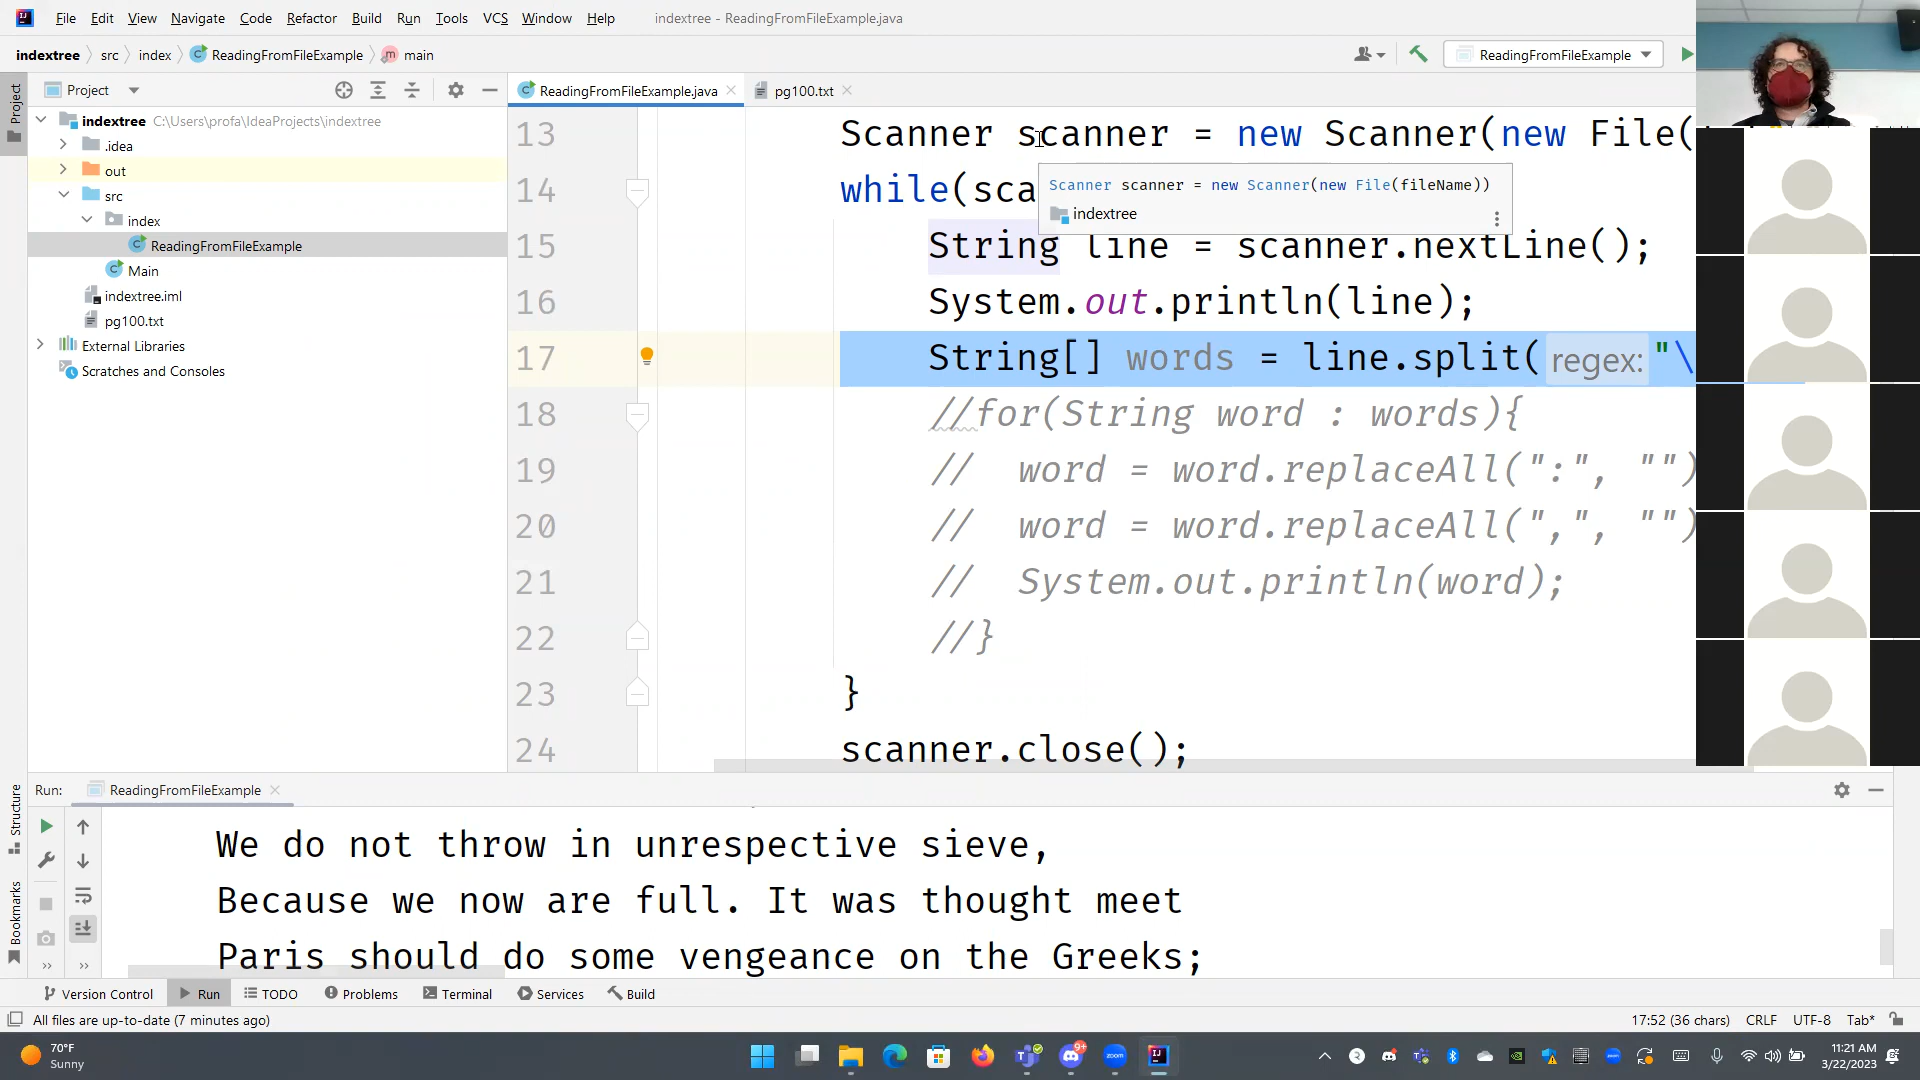 File Edit View Navigate Code Refactor Build Run Tools VCS Window Help indextree - ReadingFromFileExample.java
indextree src index ReadingFromFileExample main ReadingFromFileExample
Project
ReadingFromFileExample.java pg100.txt
indextree C:\Users\profa\IdeaProjects\indextree
.idea
out
src
index
ReadingFromFileExample
Main
indextree.iml
pg100.txt
External Libraries
Scratches and Consoles
Project
Structure
Bookmarks
13 Scanner scanner = new Scanner(new File(
14 while(sca
Scanner scanner = new Scanner(new File(fileName))
indextree
15 String line = scanner.nextLine();
16 System.out.println(line);
17 String[] words = line.split( regex: "\
18 //for(String word : words){
19 // word = word.replaceAll(":", "")
20 // word = word.replaceAll(",", "")
21 // System.out.println(word);
22 //}
23 }
24 scanner.close();
Run: ReadingFromFileExample
We do not throw in unrespective sieve,
Because we now are full. It was thought meet
Paris should do some vengeance on the Greeks;
Version Control Run TODO Problems Terminal Services Build
All files are up-to-date (7 minutes ago) 17:52 (36 chars) CRLF UTF-8 Tab*
70°F
Sunny
9+
zoom
11:21 AM
3/22/2023